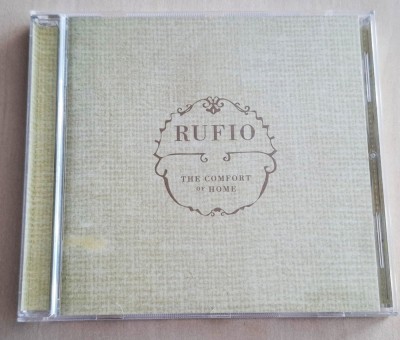 RUFIO
THE COMFORT
OF HOME